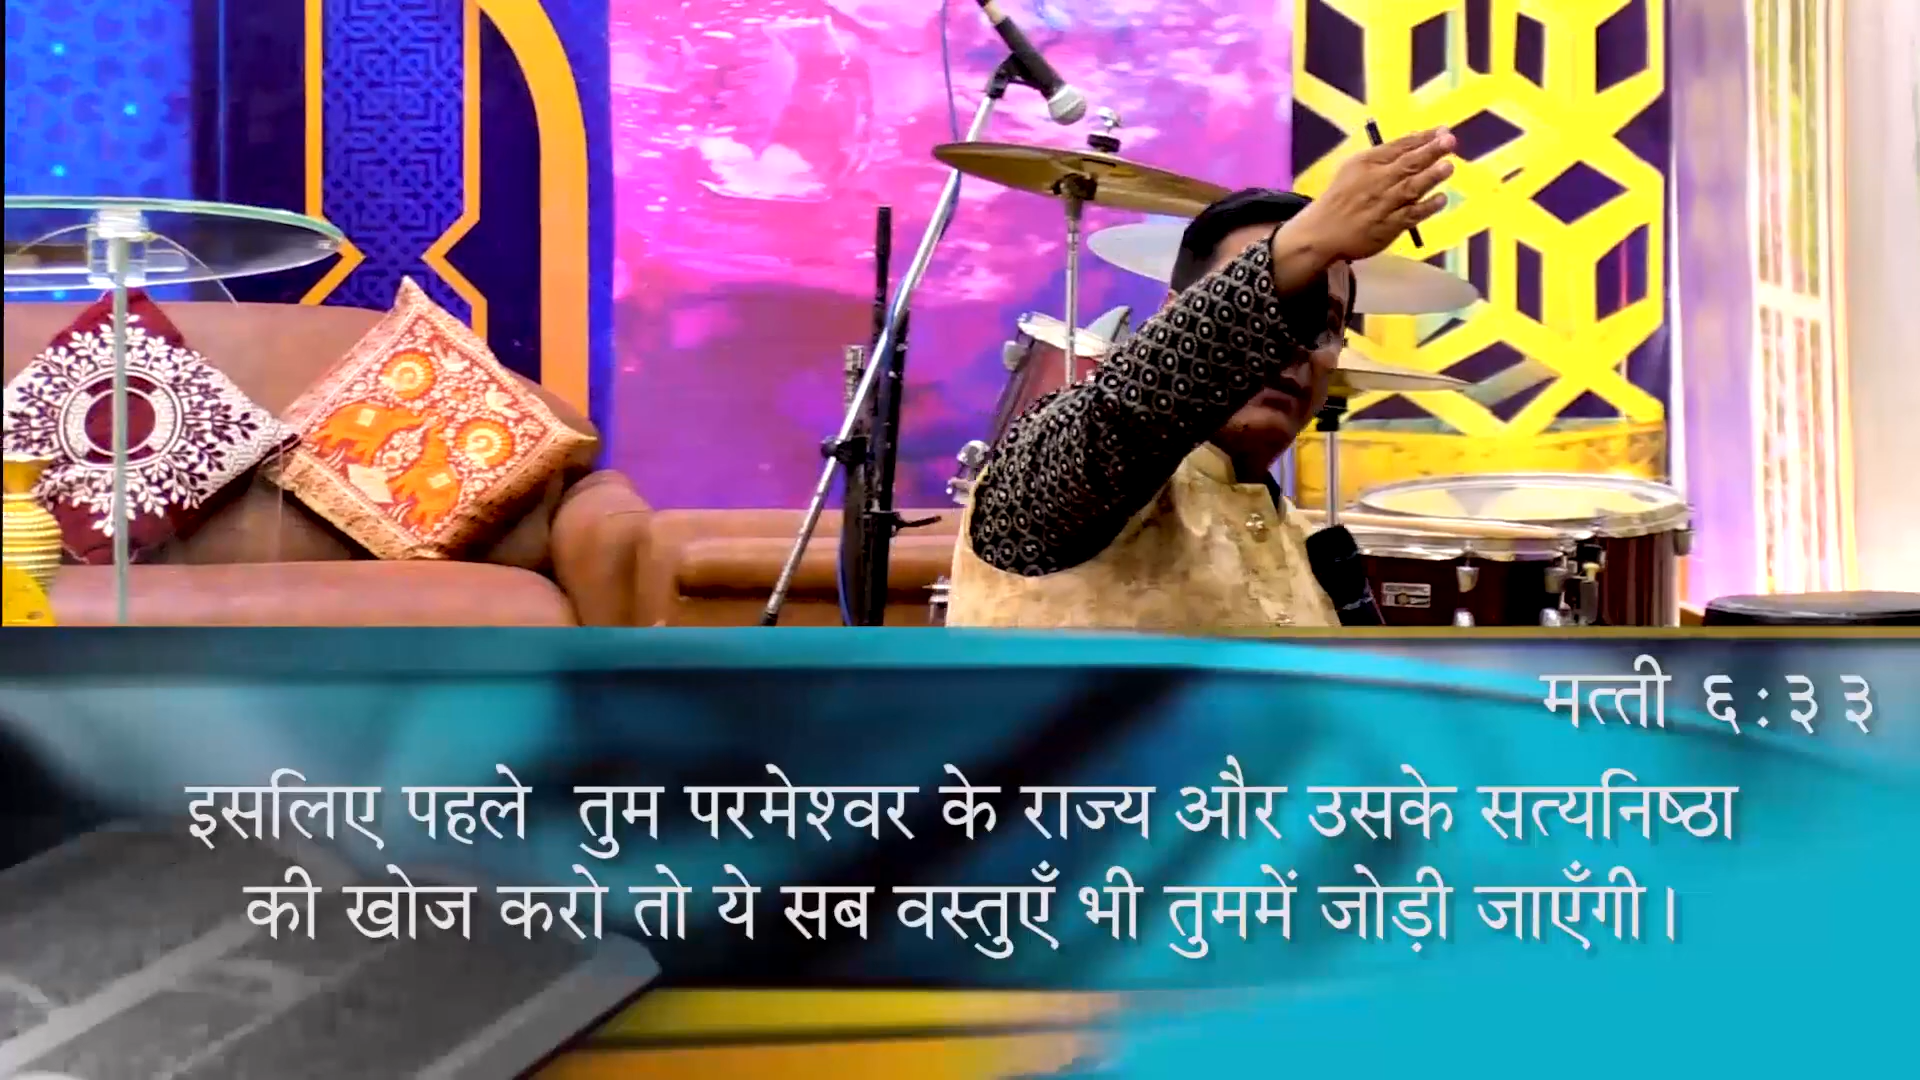 मत्ती ६:३३
इसलिए पहले तुम परमेश्वर के राज्य और उसके सत्यनिष्ठा
की खोज करो तो ये सब वस्तुएँ भी तुममें जोड़ी जाएँगी।